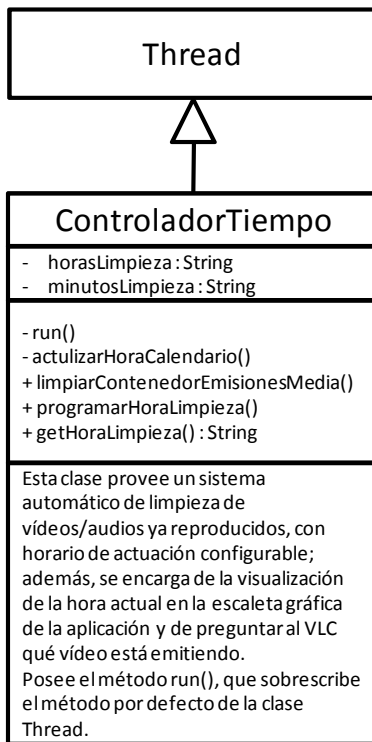 Thread
ControladorTiempo
- horasLimpieza : String
- minutosLimpieza : String
- run()
- actulizarHoraCalendario()
+ limpiarContenedorEmisionesMedia()
+ programarHoraLimpieza()
+ getHoraLimpieza() : String
Esta clase provee un sistema
automático de limpieza de
vídeos/audios ya reproducidos, con
horario de actuación configurable;
además, se encarga de la visualización
de la hora actual en la escaleta gráfica
de la aplicación y de preguntar al VLC
qué vídeo está emitiendo.
Posee el método run(), que sobrescribe
el método por defecto de la clase
Thread.